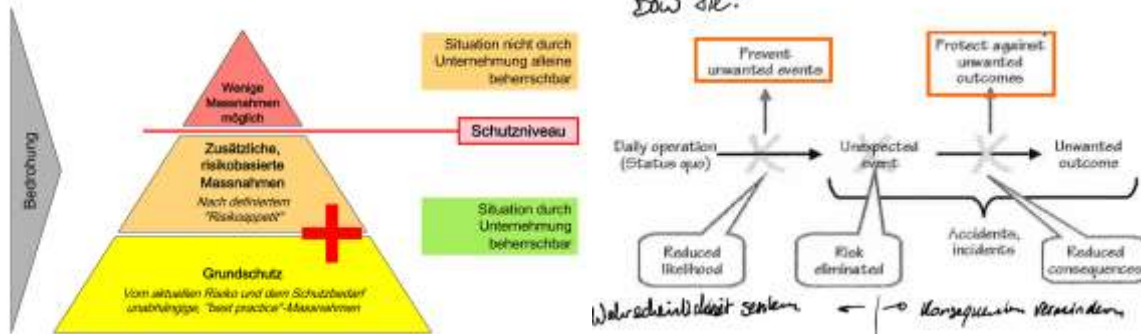 Bedrohung
Wenige
Massnahmen
möglich
Zusätzliche,
risikobasierte
Massnahmen
Nach definiertem
"Risikoappetit"
Grundschutz
Vom aktuellen Risiko und dem Schutzbedarf
unabhängige, "best practice"-Massnahmen
Situation nicht durch
Unternehmung alleine
beherrschbar
Schutzniveau
Situation durch
Unternehmung
beherrschbar
Prevent
unwanted events
Protect against
unwanted
outcomes
Daily operation
(Status quo)
Unexpected
event
Unwanted
outcome
Accidents,
incidents
Reduced
likelihood
Risk
eliminated
Reduced
consequences
Wahrscheinlichkeit senken
Konsequenzen vermindern